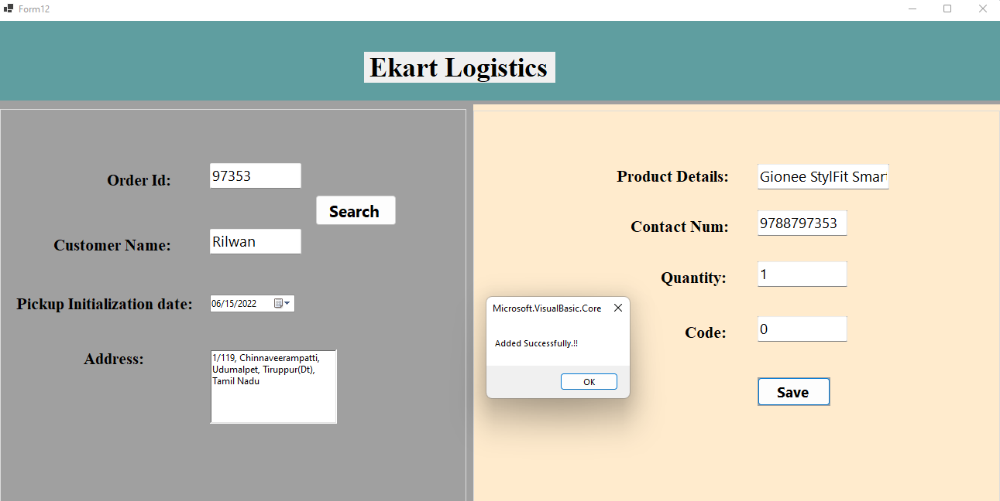 Form12
Ekart Logistics
Order Id:
97353
Search
Customer Name:
Rilwan
Pickup Initialization date:
06/15/2022
Address:
1/119, Chinnaveerampatti,
Udumalpet, Tiruppur(Dt),
Tamil Nadu
Product Details:
Gionee StylFit Smar
Contact Num:
9788797353
Quantity:
1
Code:
0
Save
Microsoft.VisualBasic.Core
Added Successfully.!!
OK